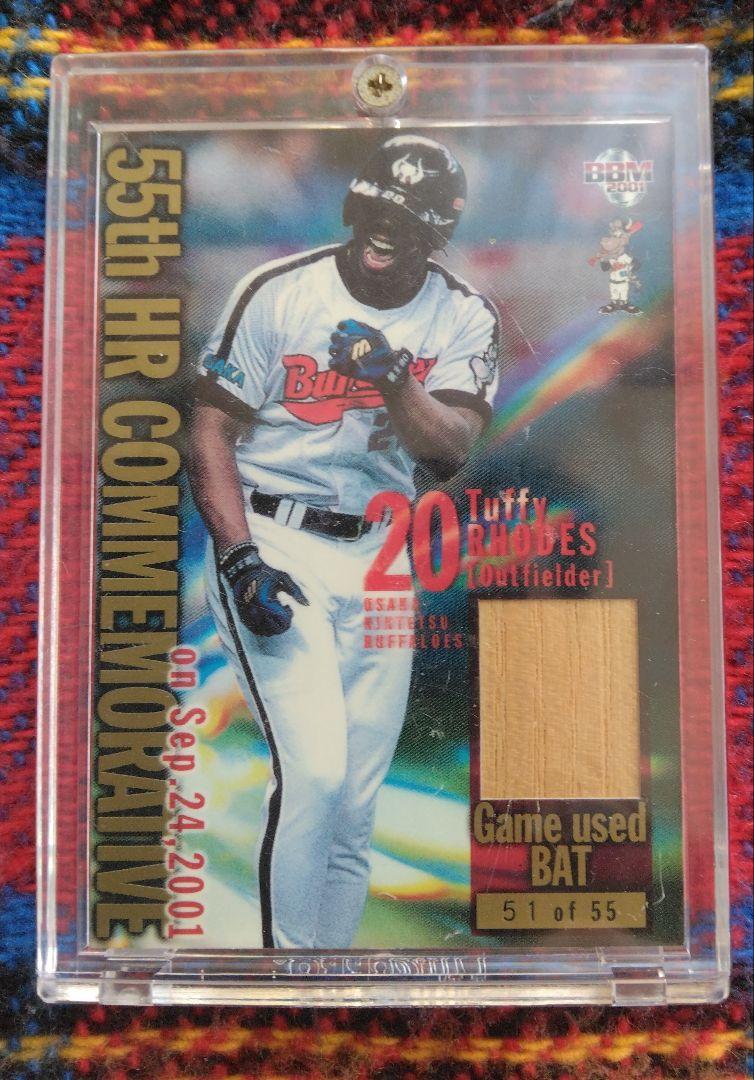 55th HR COMMEMORATIVE
on Sep.24,2001
BBM
2001
20
Tuffy
RHODES
[Outfielder]
OSAKA
KINTETSU
BUFFALOES
Game used
BAT
51 of 55